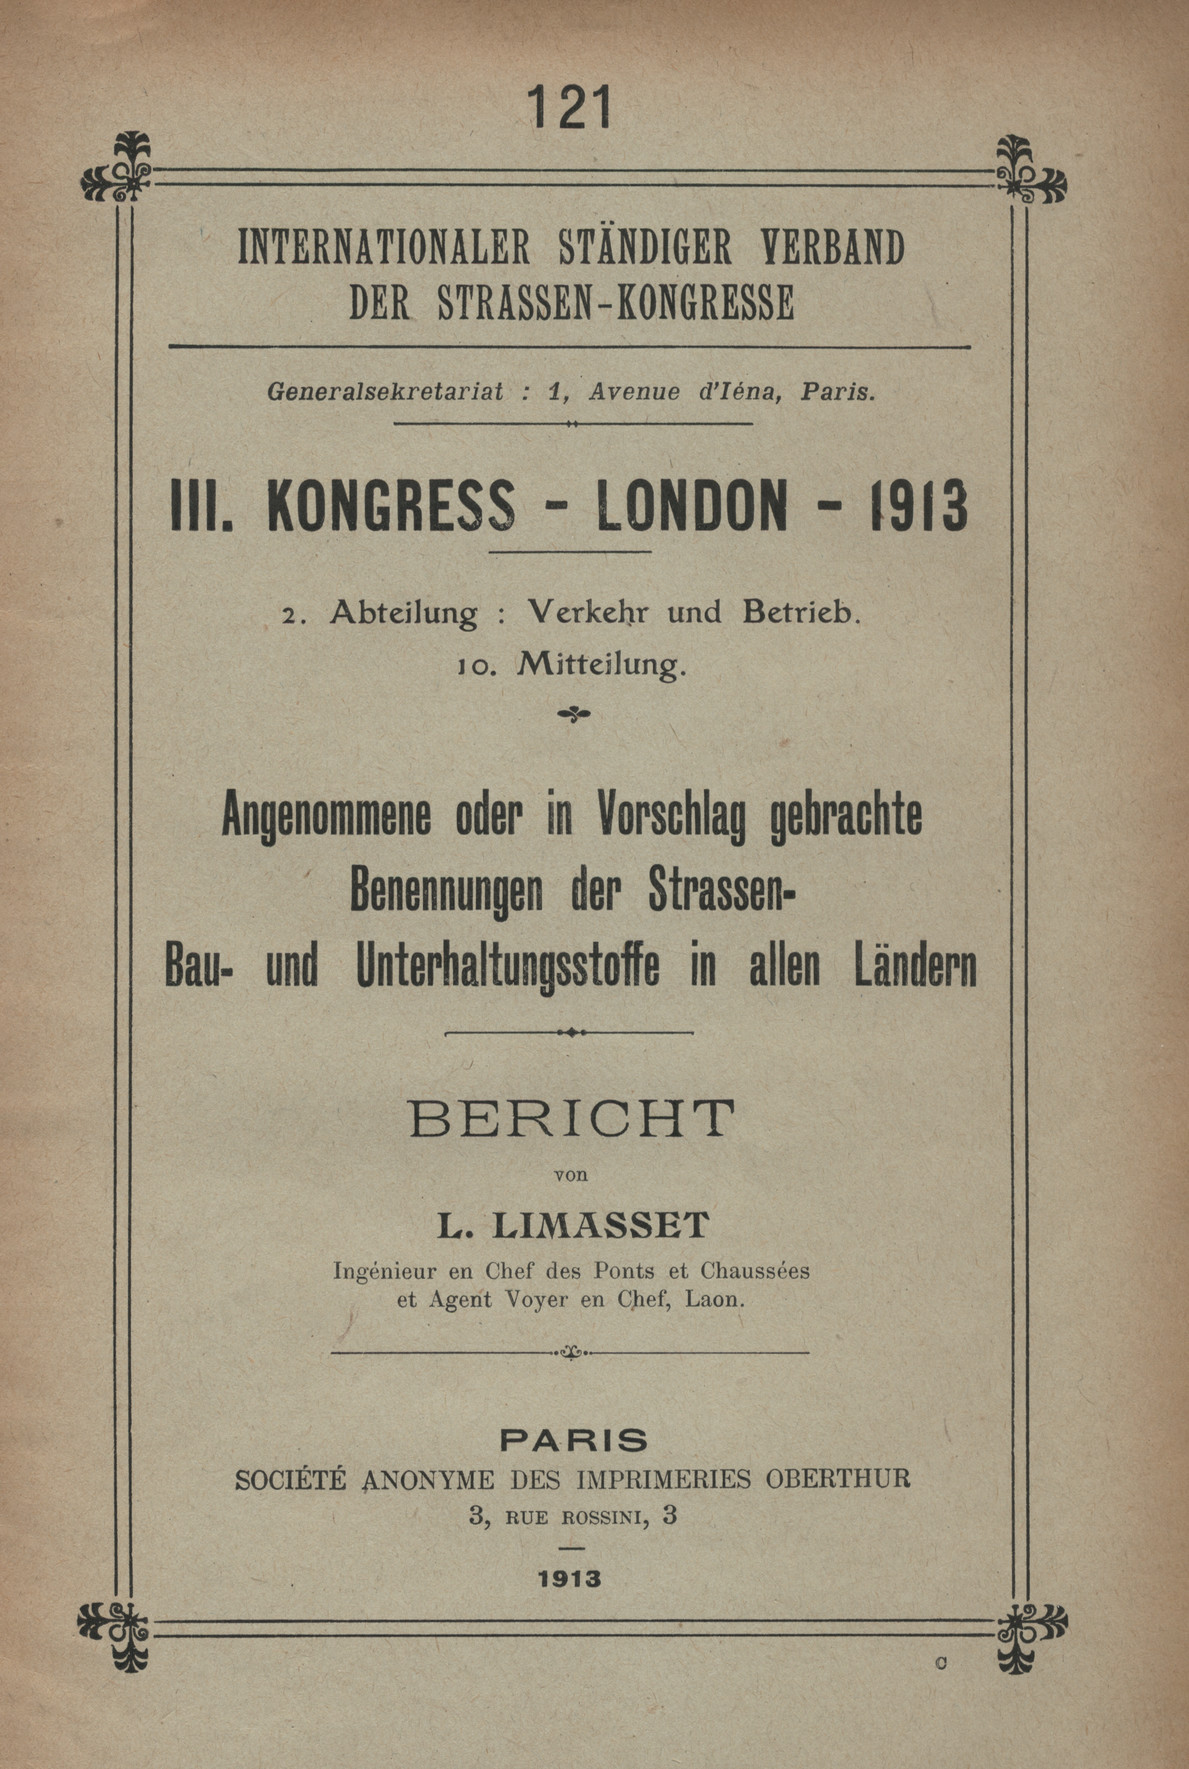 121
INTERNATIONALER STÄNDIGER VERBAND
DER STRASSEN-KONGRESSE
Generalsekretariat : 1, Avenue d'Iéna, Paris.
III. KONGRESS - LONDON - 1913
2. Abteilung : Verkehr und Betrieb.
10. Mitteilung.
Angenommene oder in Vorschlag gebrachte
Benennungen der Strassen-
Bau- und Unterhaltungsstoffe in allen Ländern
BERICHT
von
L. LIMASSET
Ingénieur en Chef des Ponts et Chaussées
et Agent Voyer en Chef, Laon.
PARIS
SOCIÉTÉ ANONYME DES IMPRIMERIES OBERTHUR
3, RUE ROSSINI, 3
1913
C